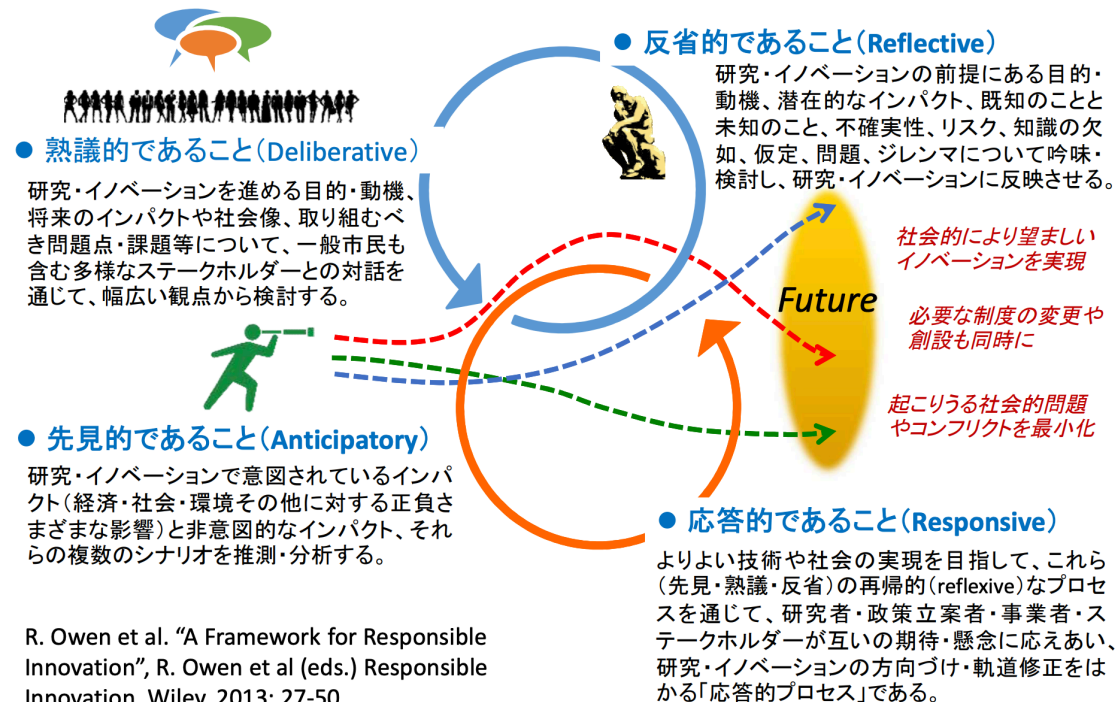 ● 熟議的であること（Deliberative）
研究・イノベーションを進める目的・動機、
将来のインパクトや社会像、取り組むべ
き問題点・課題等について、一般市民も
含む多様なステークホルダーとの対話を
通じて、幅広い観点から検討する。
● 反省的であること（Reflective）
研究・イノベーションの前提にある目的・
動機、潜在的なインパクト、既知のことと
未知のこと、不確実性、リスク、知識の欠
如、仮定、問題、ジレンマについて吟味・
検討し、研究・イノベーションに反映させる。
Future
社会的により望ましい
イノベーションを実現
必要な制度の変更や
創設も同時に
起こりうる社会的問題
やコンフリクトを最小化
● 先見的であること（Anticipatory）
研究・イノベーションで意図されているインパ
クト（経済・社会・環境その他に対する正負さ
まざまな影響）と非意図的なインパクト、それ
らの複数のシナリオを推測・分析する。
● 応答的であること（Responsive）
よりよい技術や社会の実現を目指して、これら
（先見・熟議・反省）の再帰的（reflexive）なプロセ
スを通じて、研究者・政策立案者・事業者・ス
テークホルダーが互いの期待・懸念に応えあい、
研究・イノベーションの方向づけ・軌道修正をは
かる「応答的プロセス」である。
R. Owen et al. “A Framework for Responsible
Innovation”, R. Owen et al (eds.) Responsible
Innovation, Wiley, 2013: 27-50